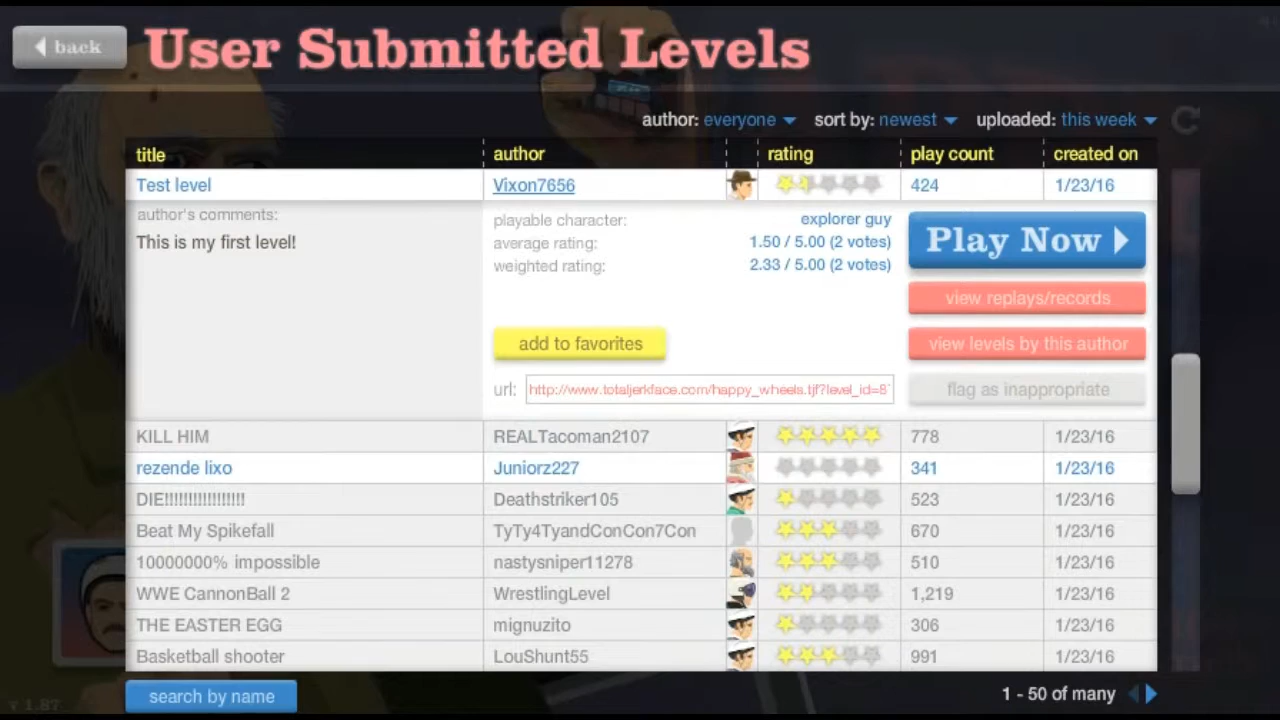 back
User Submitted Levels
author: everyone sort by: newest uploaded: this week
title author rating play count created on
Test level Vixon7656 424 1/23/16
author's comments:
This is my first level!
playable character: explorer guy
average rating: 1.50 / 5.00 (2 votes)
weighted rating: 2.33 / 5.00 (2 votes)
Play Now
view replays/records
add to favorites
view levels by this author
url: http://www.totaljerkface.com/happy_wheels.tjf?level_id=8
flag as inappropriate
KILL HIM REALTacoman2107 778 1/23/16
rezende lixo Juniorz227 341 1/23/16
DIE!!!!!!!!!!!!!!!!! Deathstriker105 523 1/23/16
Beat My Spikefall TyTy4TyandConCon7Con 670 1/23/16
10000000% impossible nastysniper11278 510 1/23/16
WWE CannonBall 2 WrestlingLevel 1,219 1/23/16
THE EASTER EGG mignuzito 306 1/23/16
Basketball shooter LouShunt55 991 1/23/16
search by name
1 - 50 of many
v 1.87